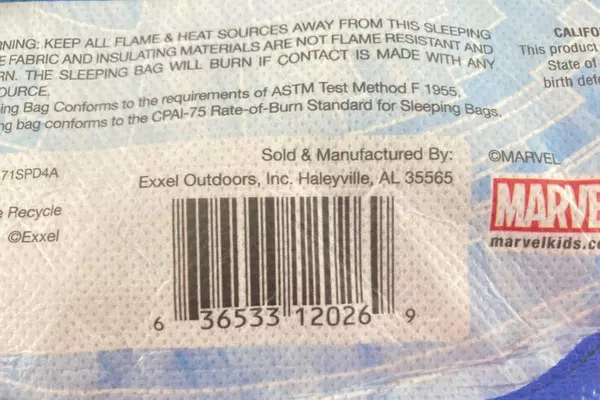 RNING: KEEP ALL FLAME & HEAT SOURCES AWAY FROM THIS SLEEPING
E FABRIC AND INSULATING MATERIALS ARE NOT FLAME RESISTANT AND
RN. THE SLEEPING BAG WILL BURN IF CONTACT IS MADE WITH ANY
OURCE.
ping Bag Conforms to the requirements of ASTM Test Method F 1955.
ng bag conforms to the CPAI-75 Rate-of-Burn Standard for Sleeping Bags.
CALIFO
This product
State of
birth defe
71SPD4A
e Recycle
©Exxel
Sold & Manufactured By:
Exxel Outdoors, Inc. Haleyville, AL 35565
6 36533 12026 9
©MARVEL
MARVE
marvelkids.co